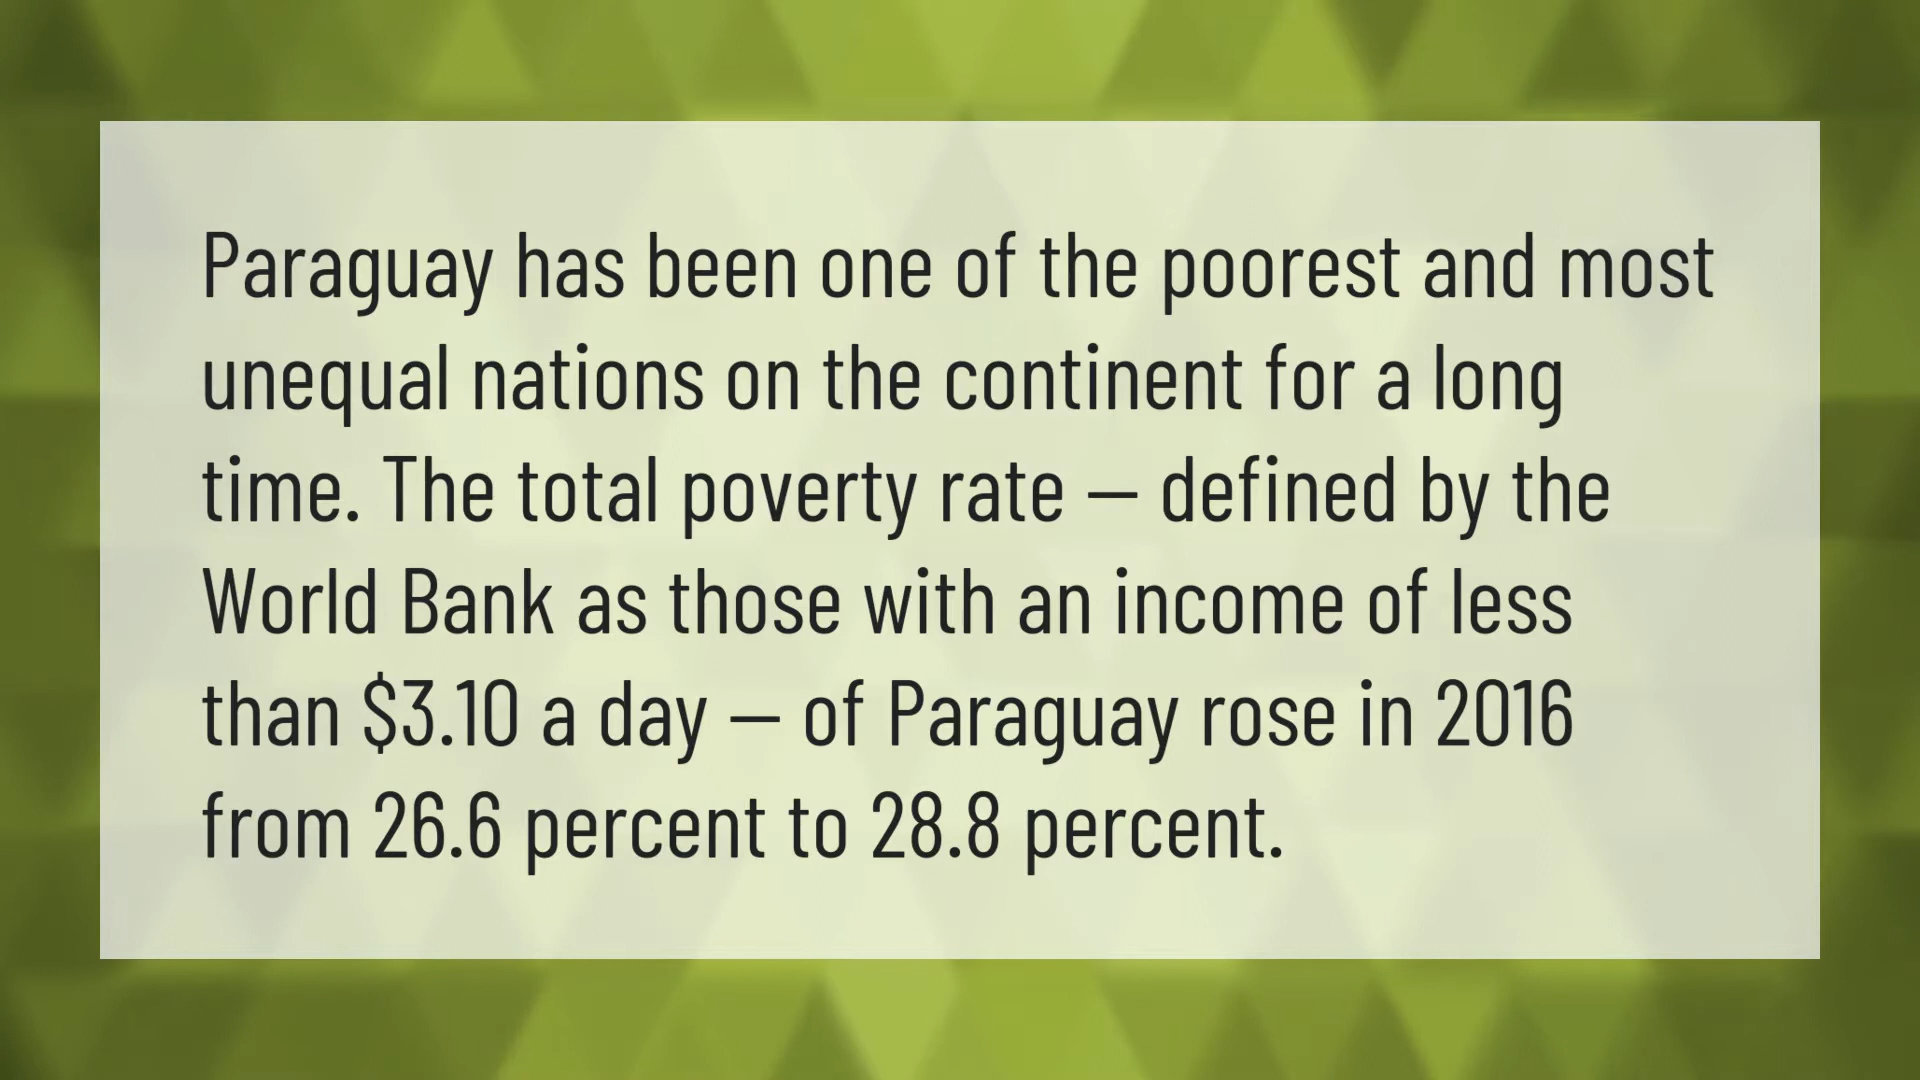 Paraguay has been one of the poorest and most
unequal nations on the continent for a long
time. The total poverty rate — defined by the
World Bank as those with an income of less
than $3.10 a day — of Paraguay rose in 2016
from 26.6 percent to 28.8 percent.